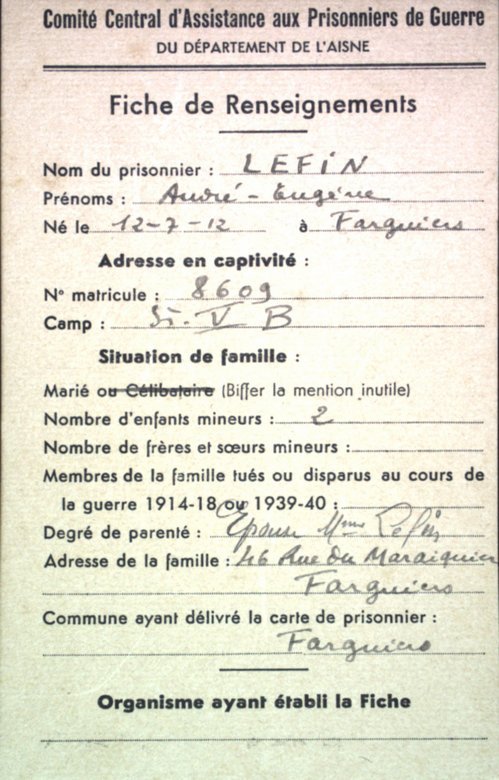 Comité Central d'Assistance aux Prisonniers de Guerre
DU DÉPARTEMENT DE L'AISNE
Fiche de Renseignements
Nom du prisonnier : LEFIN
Prénoms : André-Eugène
Né le 12-7-12 à Farguiers
Adresse en captivité :
N° matricule : 8609
Camp : St. V B
Situation de famille :
Marié ou Célibataire (Biffer la mention inutile)
Nombre d'enfants mineurs : 2
Nombre de frères et sœurs mineurs :
Membres de la famille tués ou disparus au cours de
la guerre 1914-18 ou 1939-40 :
Degré de parenté : Epouse Mme Lefin
Adresse de la famille : 46 Rue du
Farguiers
Commune ayant délivré la carte de prisonnier :
Farguiers
Organisme ayant établi la Fiche